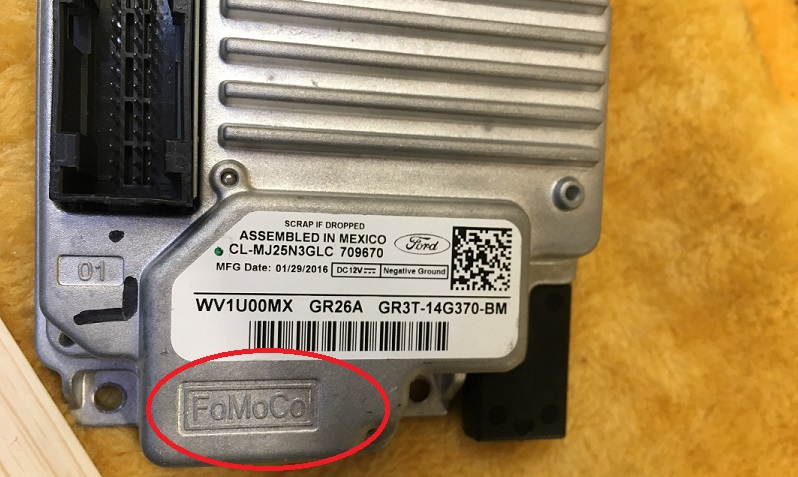 01
SCRAP IF DROPPED
ASSEMBLED IN MEXICO
Ford
CL-MJ25N3GLC 709670
MFG Date: 01/29/2016 DC12V Negative Ground
WV1U00MX GR26A GR3T-14G370-BM
FoMoCo